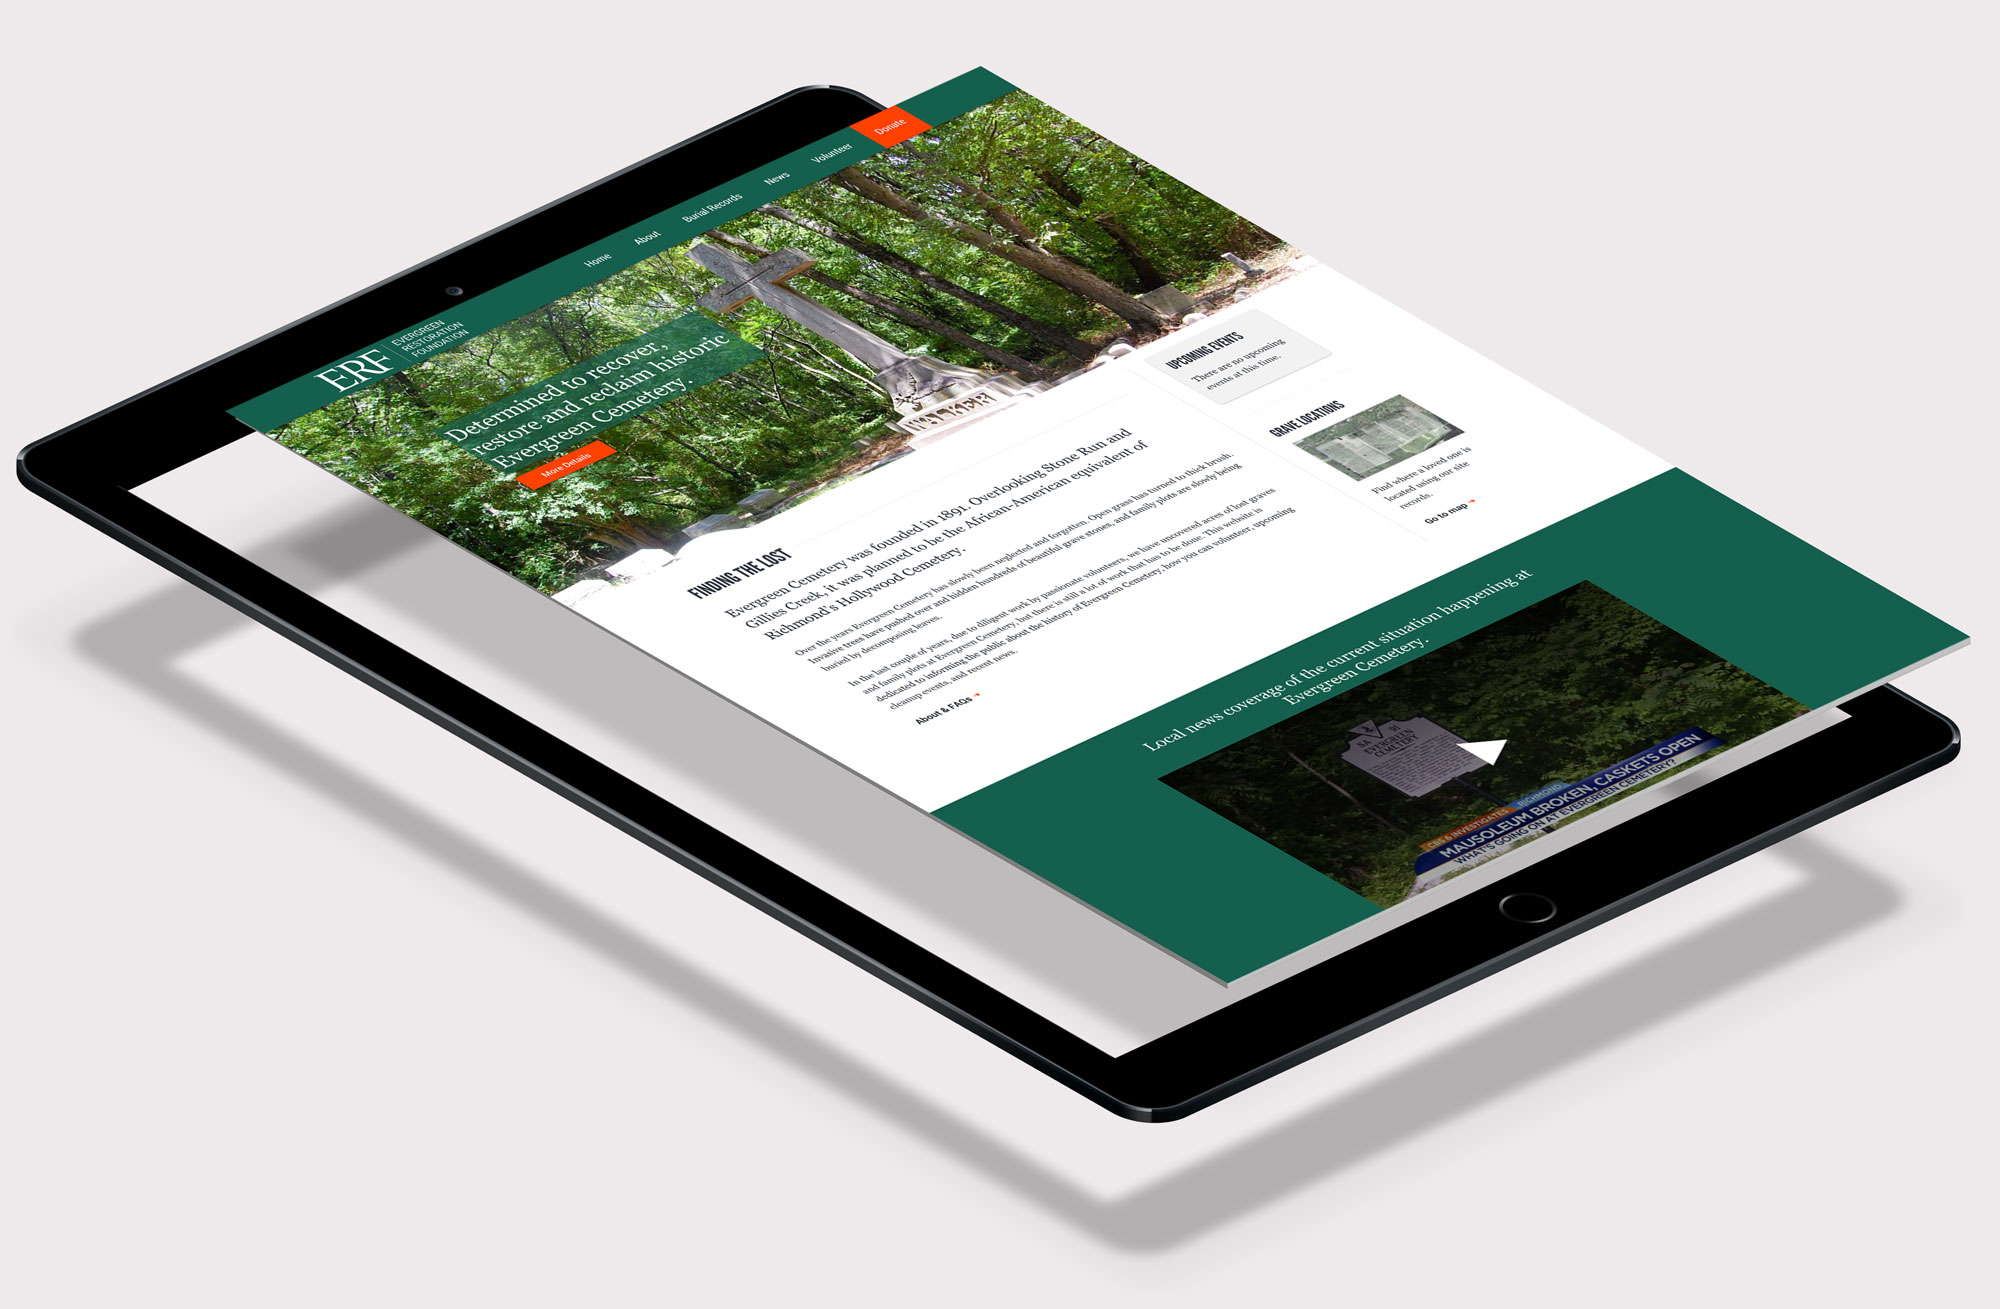 ERF
EVERGREEN
RESTORATION
FOUNDATION
Home
About
Burial Records
News
Volunteer
Donate
Determined to recover,
restore and reclaim historic
Evergreen Cemetery.
More Details
FINDING THE LOST
Evergreen Cemetery was founded in 1891. Overlooking Stone Run and
Gillies Creek, it was planned to be the African-American equivalent of
Richmond's Hollywood Cemetery.
Over the years Evergreen Cemetery has slowly been neglected and forgotten. Open grass has turned to thick brush.
Invasive trees have pushed over and hidden hundreds of beautiful grave stones, and family plots are slowly being
buried by decomposing leaves.
In the last couple of years, due to diligent work by passionate volunteers, we have uncovered acres of lost graves
and family plots at Evergreen Cemetery, but there is still a lot of work that has to be done. This website is
dedicated to informing the public about the history of Evergreen Cemetery, how you can volunteer, upcoming
cleanup events, and recent news.
About & FAQs
UPCOMING EVENTS
There are no upcoming
events at this time.
GRAVE LOCATIONS
Find where a loved one is
located using our site
records.
Go to map
Local news coverage of the current situation happening at
Evergreen Cemetery.
SA 91
EVERGREEN
CEMETERY
CBS 6 INVESTIGATES RICHMOND
MAUSOLEUM BROKEN, CASKETS OPEN
WHAT'S GOING ON AT EVERGREEN CEMETERY?